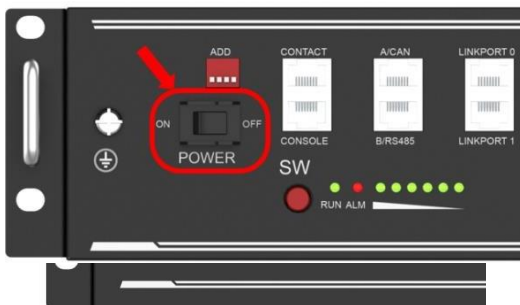 ADD CONTACT A/CAN LINKPORT 0
ON OFF
POWER CONSOLE B/RS485 LINKPORT 1
SW
RUN ALM